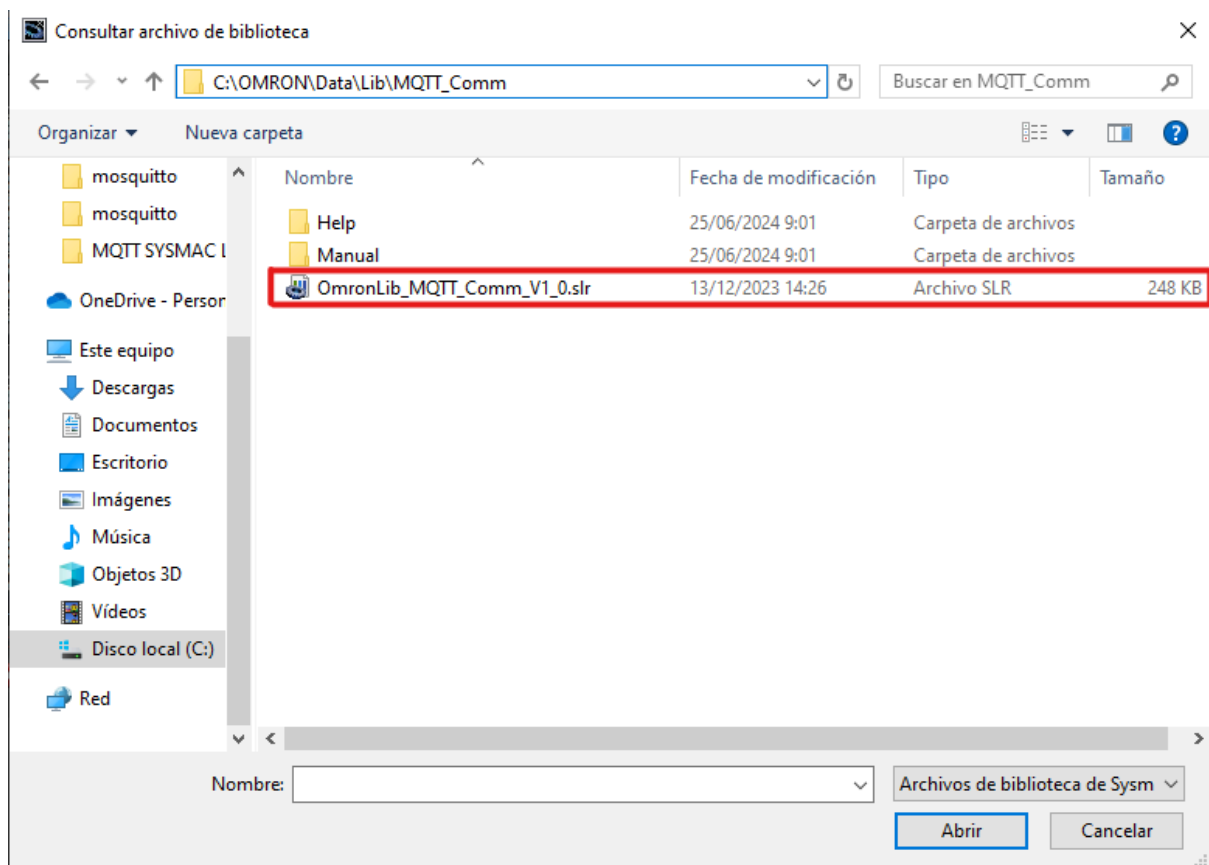 Consultar archivo de biblioteca
C:\OMRON\Data\Lib\MQTT_Comm
Buscar en MQTT_Comm
Organizar
Nueva carpeta
mosquitto
mosquitto
MQTT SYSMAC L
OneDrive - Person
Este equipo
Descargas
Documentos
Escritorio
Imágenes
Música
Objetos 3D
Vídeos
Disco local (C:)
Red
Nombre Fecha de modificación Tipo Tamaño
Help 25/06/2024 9:01 Carpeta de archivos
Manual 25/06/2024 9:01 Carpeta de archivos
OmronLib_MQTT_Comm_V1_0.slr 13/12/2023 14:26 Archivo SLR 248 KB
Nombre:
Archivos de biblioteca de Sysm
Abrir
Cancelar